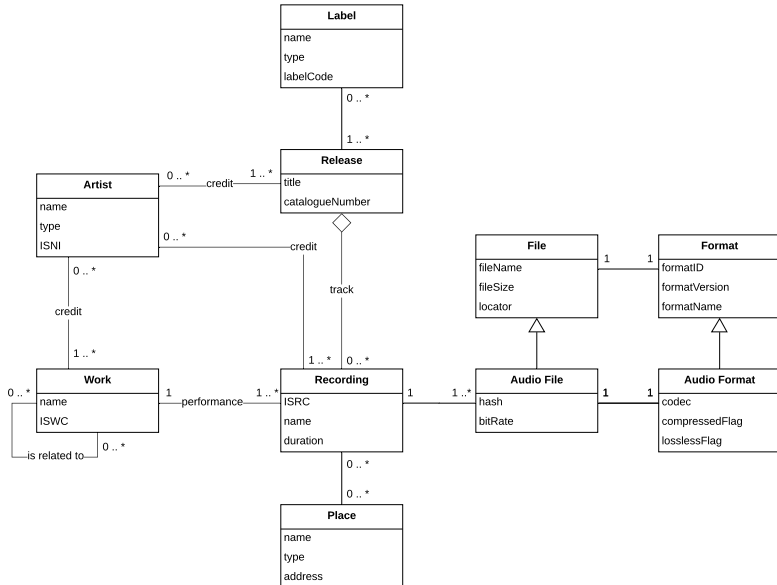 Label
name
type
labelCode
0 .. *
1 .. *
Release
title
catalogueNumber
0 .. *
credit
1 .. *
Artist
name
type
ISNI
0 .. *
credit
0 .. *
credit
1 .. *
track
1 .. *
0 .. *
File
fileName
fileSize
locator
1
1
Format
formatID
formatVersion
formatName
Work
name
ISWC
0 .. *
0 .. *
is related to
1
performance
1 .. *
Recording
ISRC
name
duration
1
1 .. *
Audio File
hash
bitRate
1
1
Audio Format
codec
compressedFlag
losslessFlag
0 .. *
0 .. *
Place
name
type
address